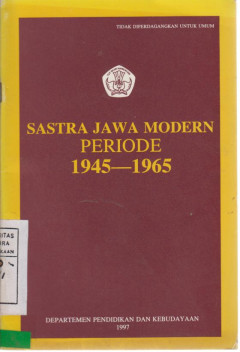 TIDAK DIPERDAGANGKAN UNTUK UMUM
SASTRA JAWA MODERN
PERIODE
1945—1965
DEPARTEMEN PENDIDIKAN DAN KEBUDAYAAN
1997